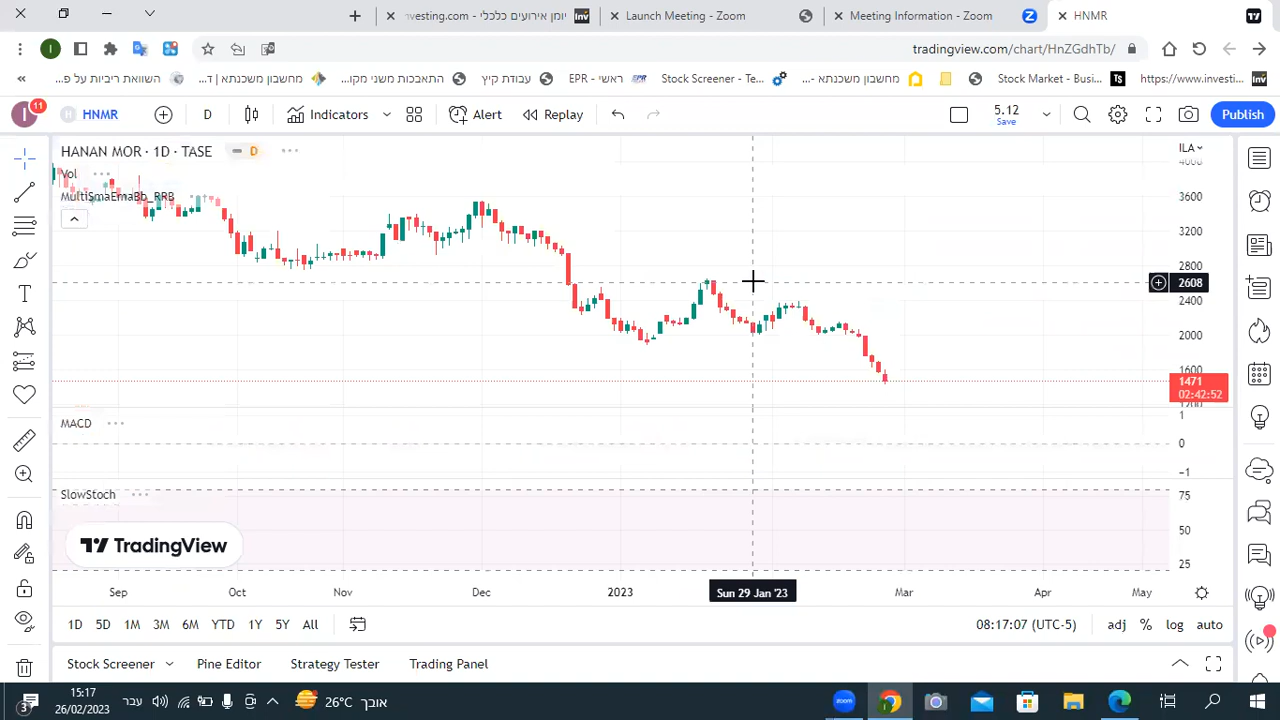 יומן אירועים כלכלי - nvesting.com
Launch Meeting - Zoom
Meeting Information - Zoom
HNMR
tradingview.com/chart/HnZGdhTb/
השוואת ריביות על פ...
מחשבון משכנתא | ד...
התאבכות משני מקו...
עבודת קיץ
EPR - ראשי
Stock Screener - Te...
מחשבון משכנתא - ...
Stock Market - Busi...
https://www.investi...
I
11
HNMR
D
Indicators
Alert
Replay
5.12
Save
Publish
HANAN MOR · 1D · TASE
D
ILA
Vol
MultiSmaEmaBb_RRB
4000
3600
3200
2800
2608
2400
2000
1600
1471
02:42:52
1200
MACD
1
0
−1
SlowStoch
75
50
25
TradingView
Sep
Oct
Nov
Dec
2023
Sun 29 Jan '23
Mar
Apr
May
1D 5D 1M 3M 6M YTD 1Y 5Y All
08:17:07 (UTC-5)
adj % log auto
Stock Screener
Pine Editor
Strategy Tester
Trading Panel
15:17
26/02/2023
3
עבר
26°C אובך
zoom